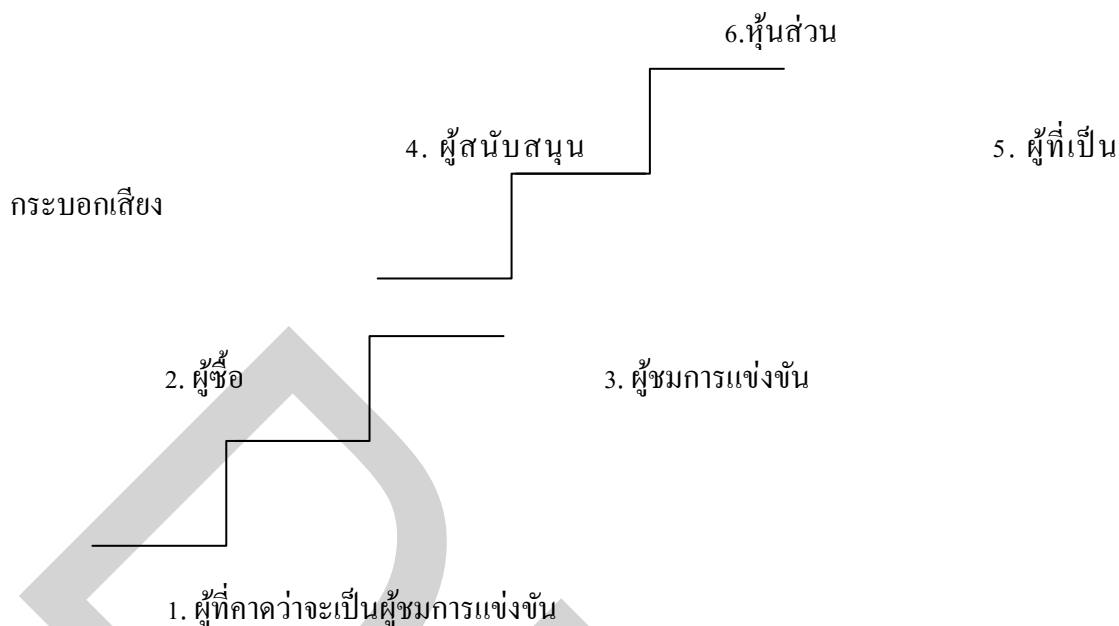 6.หุ้นส่วน
4. ผู้สนับสนุน 5. ผู้ที่เป็น
กระบอกเสียง
2. ผู้ซื้อ 3. ผู้ชมการแข่งขัน
1. ผู้ที่คาดว่าจะเป็นผู้ชมการแข่งขัน